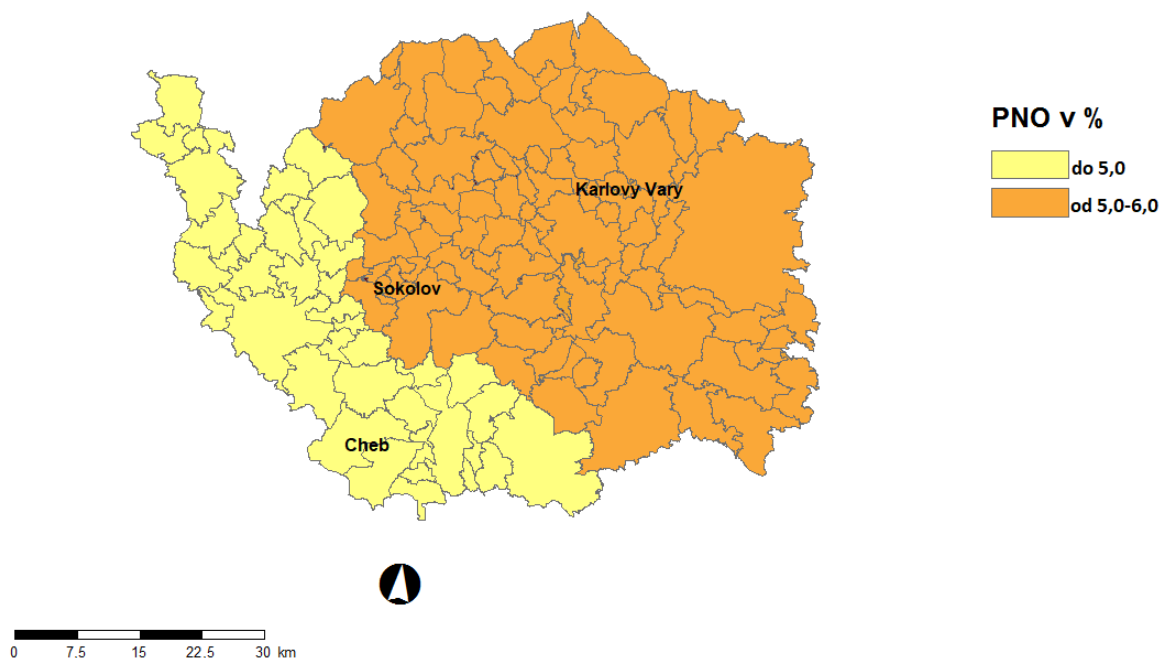 PNO v %
do 5,0
od 5,0-6,0
Karlovy Vary
Sokolov
Cheb
0 7.5 15 22.5 30 km